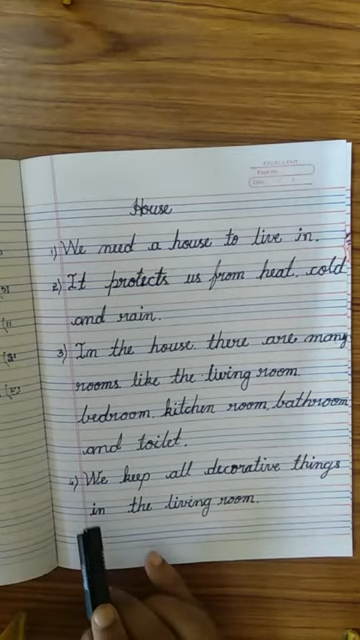 House
1) We need a house to live in.
2) It protects us from heat, cold
and rain.
3) In the house there are many
rooms like the living room
bedroom, kitchen room, bathroom
and toilet.
4) We keep all decorative things
in the living room.